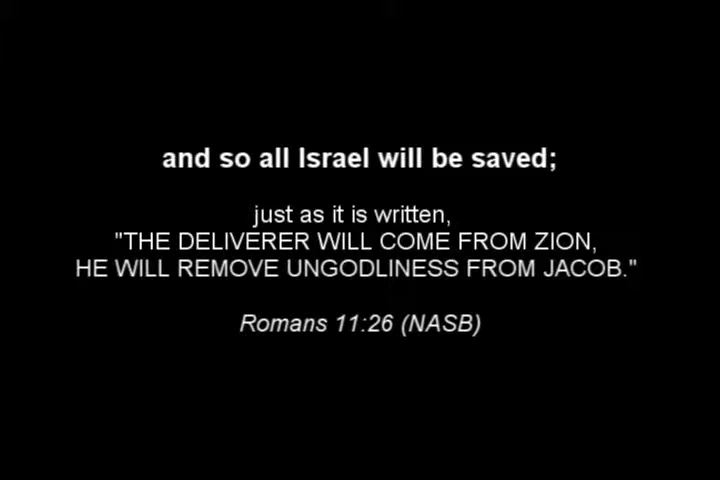 and so all Israel will be saved;
just as it is written,
"THE DELIVERER WILL COME FROM ZION,
HE WILL REMOVE UNGODLINESS FROM JACOB."
Romans 11:26 (NASB)